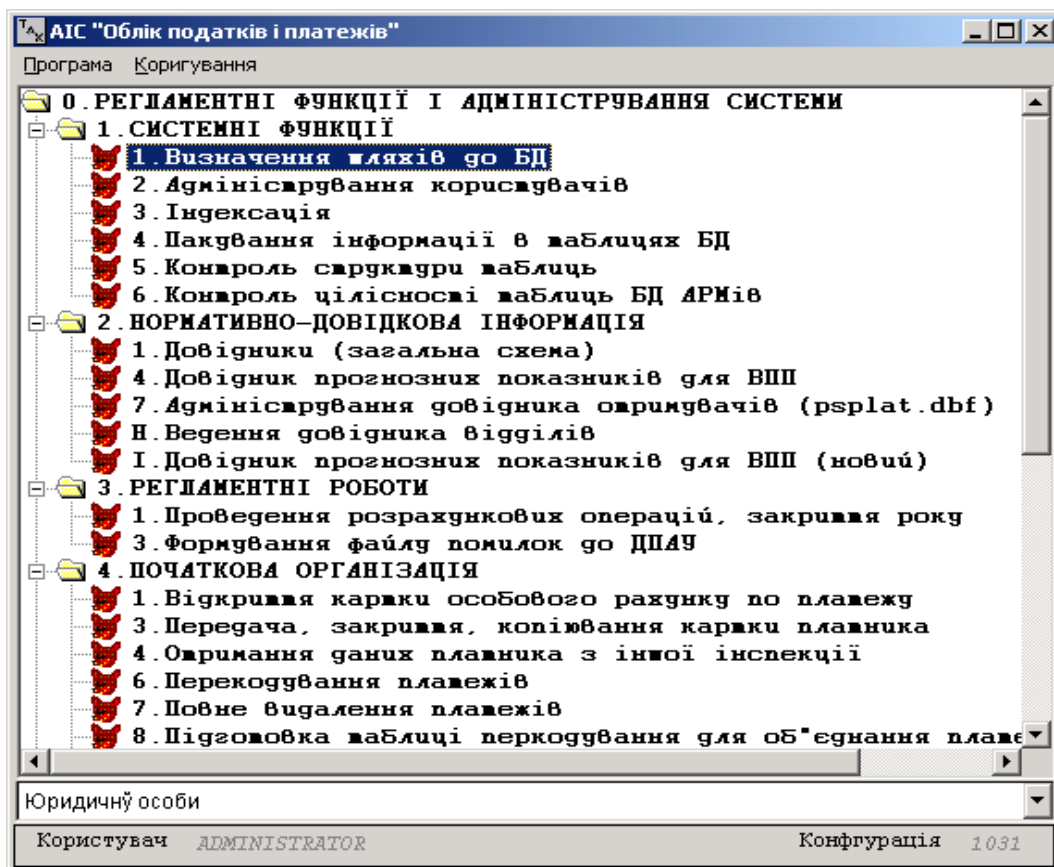 АІС "Облік податків і платежів"
Програма Коригування
0.РЕГЛАМЕНТНІ ФУНКЦІЇ І АДМІНІСТРУВАННЯ СИСТЕМИ
1.СИСТЕМНІ ФУНКЦІЇ
1.Визначення шляхів до БД
2.Адміністрування користувачів
3.Індексація
4.Пакування інформації в таблицях БД
5.Контроль структури таблиць
6.Контроль цілісності таблиць БД АРМів
2.НОРМАТИВНО-ДОВІДКОВА ІНФОРМАЦІЯ
1.Довідники (загальна схема)
4.Довідник прогнозних показників для ВПП
7.Адміністрування довідника отримувачів (psplat.dbf)
Н.Ведення довідника відділів
І.Довідник прогнозних показників для ВПП (новий)
3.РЕГЛАМЕНТНІ РОБОТИ
1.Проведення розрахункових операцій, закриття року
3.Формування файлу помилок до ДПАУ
4.ПОЧАТКОВА ОРГАНІЗАЦІЯ
1.Відкриття картки особового рахунку по платежу
3.Передача, закриття, копіювання картки платника
4.Отримання даних платника з іншої інспекції
6.Перекодування платежів
7.Повне видалення платежів
8.Підготовка таблиці перкодування для об"єднання плате
Юридичнў особи
Користувач ADMINISTRATOR Конфгурація 1031